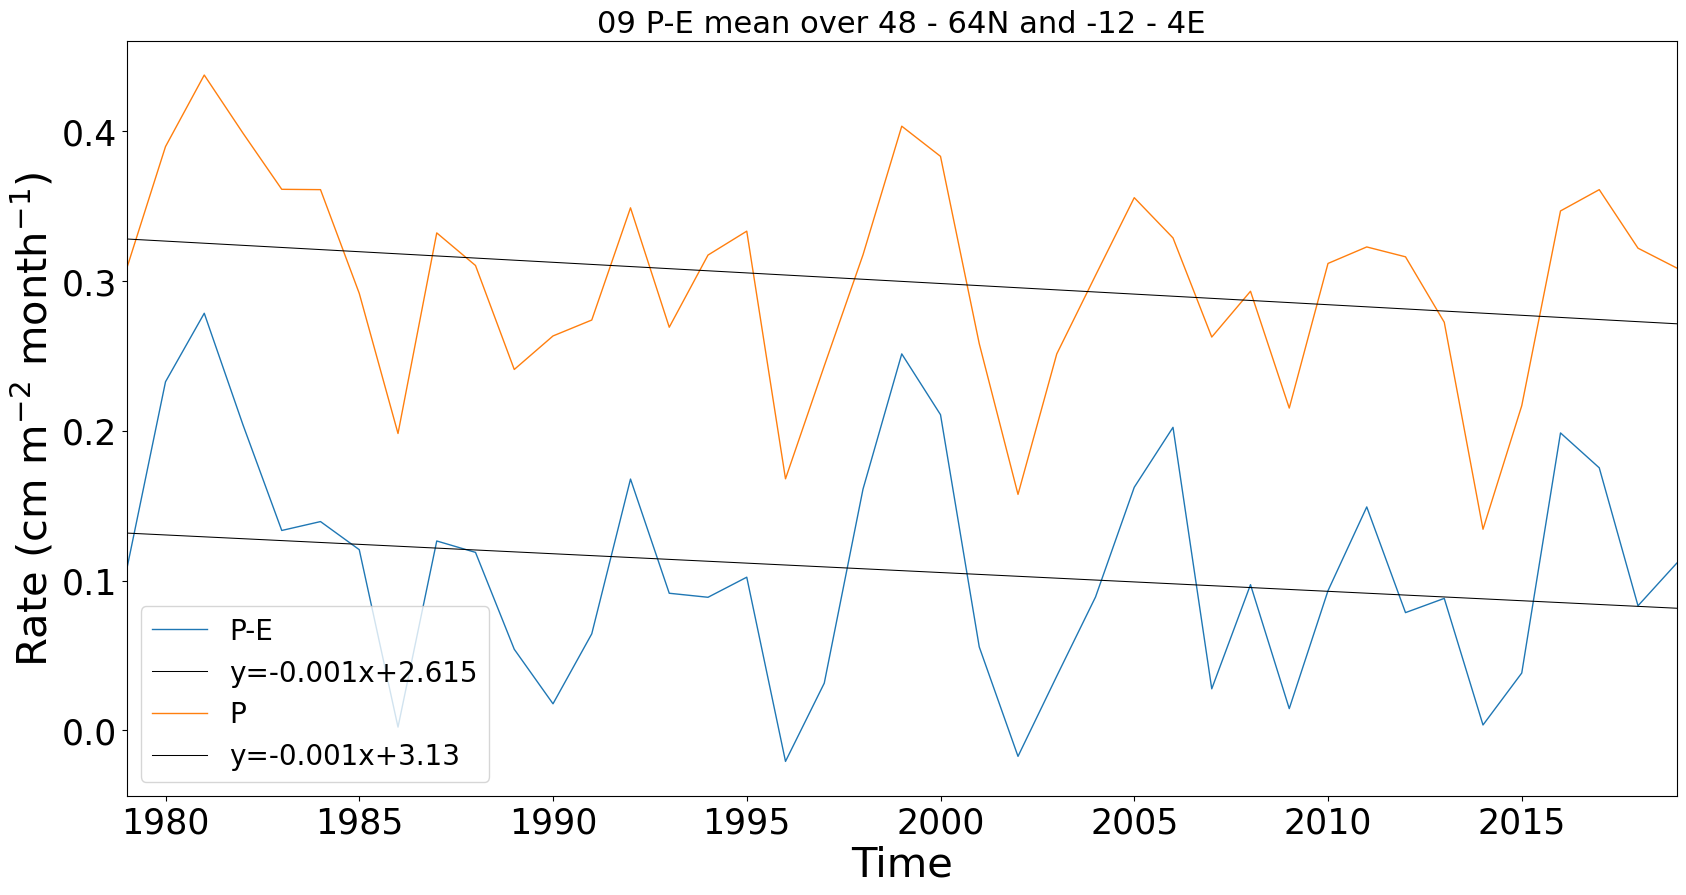 09 P-E mean over 48 - 64N and -12 - 4E
Rate (cm m⁻² month⁻¹)
0.4
0.3
0.2
0.1
0.0
P-E
y=-0.001x+2.615
P
y=-0.001x+3.13
1980 1985 1990 1995 2000 2005 2010 2015
Time